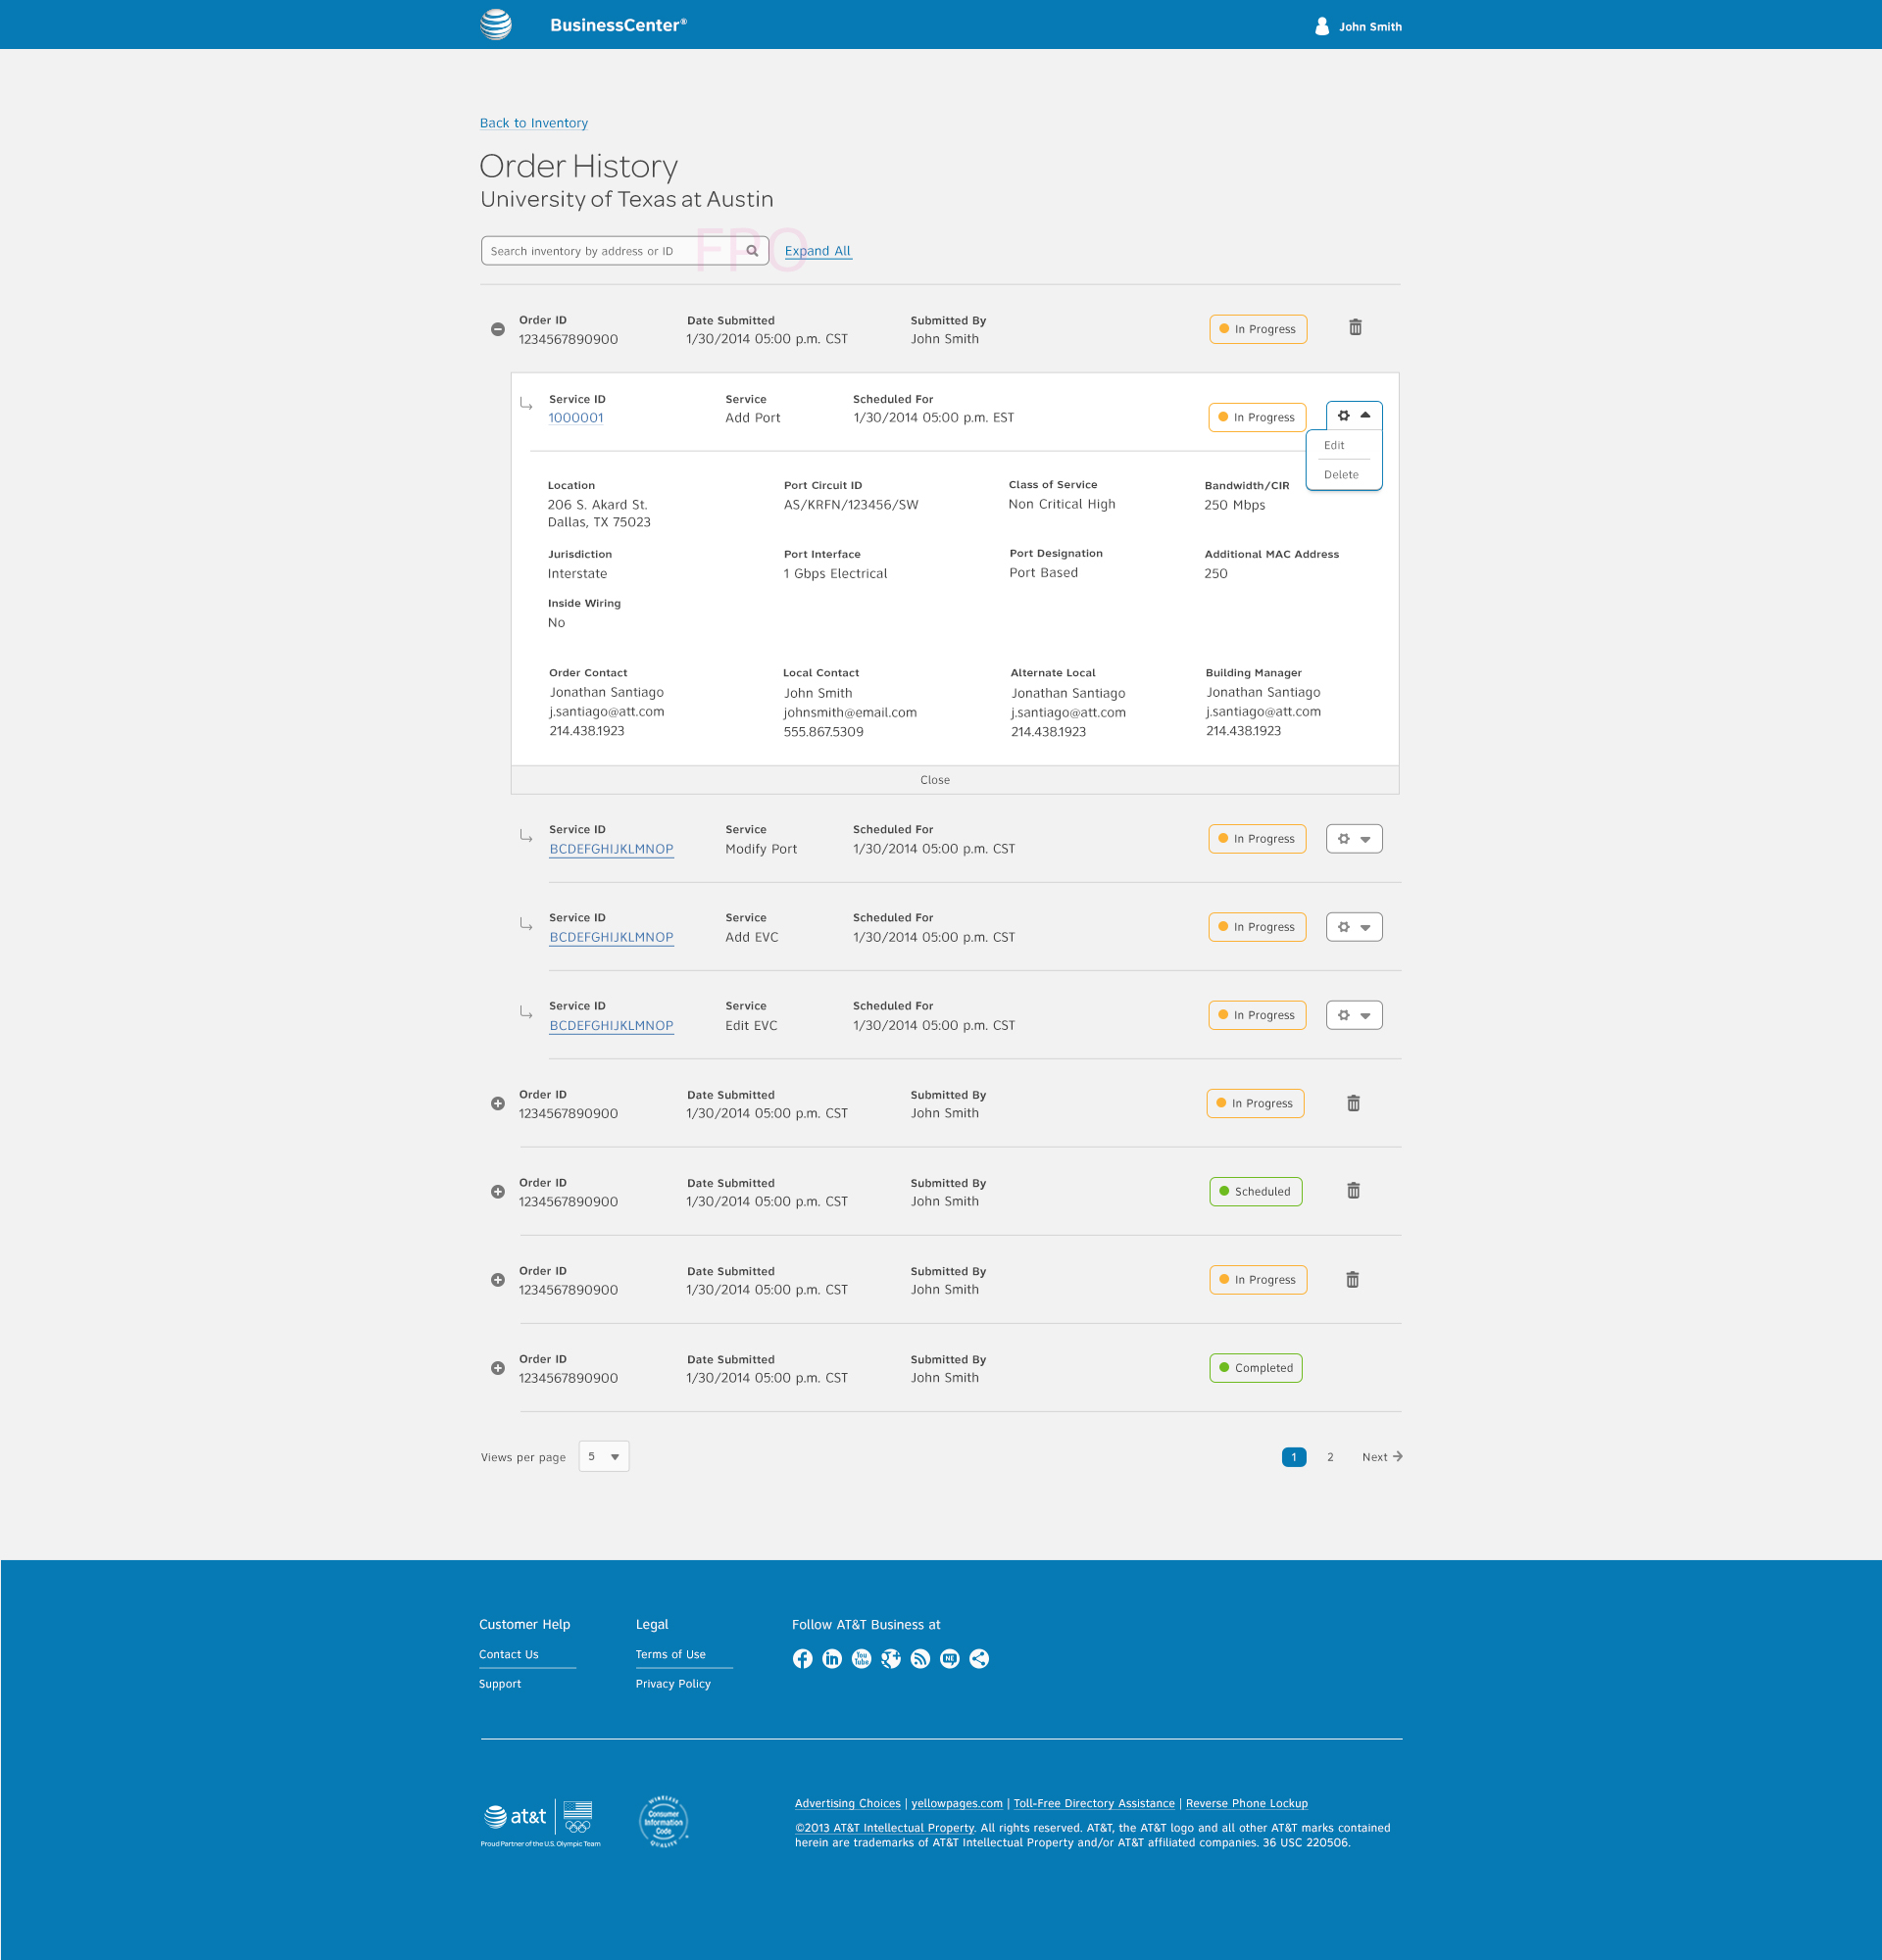 BusinessCenter®
John Smith
Back to Inventory
Order History
University of Texas at Austin
FPO
Search inventory by address or ID
Expand All
Order ID Date Submitted Submitted By
1234567890900 1/30/2014 05:00 p.m. CST John Smith In Progress
Service ID Service Scheduled For
1000001 Add Port 1/30/2014 05:00 p.m. EST In Progress
Edit
Delete
Location Port Circuit ID Class of Service Bandwidth/CIR
206 S. Akard St. AS/KRFN/123456/SW Non Critical High 250 Mbps
Dallas, TX 75023
Jurisdiction Port Interface Port Designation Additional MAC Address
Interstate 1 Gbps Electrical Port Based 250
Inside Wiring
No
Order Contact Local Contact Alternate Local Building Manager
Jonathan Santiago John Smith Jonathan Santiago Jonathan Santiago
j.santiago@att.com johnsmith@email.com j.santiago@att.com j.santiago@att.com
214.438.1923 555.867.5309 214.438.1923 214.438.1923
Close
Service ID Service Scheduled For
BCDEFGHIJKLMNOP Modify Port 1/30/2014 05:00 p.m. CST In Progress
Service ID Service Scheduled For
BCDEFGHIJKLMNOP Add EVC 1/30/2014 05:00 p.m. CST In Progress
Service ID Service Scheduled For
BCDEFGHIJKLMNOP Edit EVC 1/30/2014 05:00 p.m. CST In Progress
Order ID Date Submitted Submitted By
1234567890900 1/30/2014 05:00 p.m. CST John Smith In Progress
Order ID Date Submitted Submitted By
1234567890900 1/30/2014 05:00 p.m. CST John Smith Scheduled
Order ID Date Submitted Submitted By
1234567890900 1/30/2014 05:00 p.m. CST John Smith In Progress
Order ID Date Submitted Submitted By
1234567890900 1/30/2014 05:00 p.m. CST John Smith Completed
Views per page 5 1 2 Next
Customer Help Legal Follow AT&T Business at
Contact Us Terms of Use
Support Privacy Policy
at&t
Proud Partner of the U.S. Olympic Team
WIRELESS
Consumer
Information
Code
QUALITY
Advertising Choices | yellowpages.com | Toll-Free Directory Assistance | Reverse Phone Lockup
©2013 AT&T Intellectual Property. All rights reserved. AT&T, the AT&T logo and all other AT&T marks contained
herein are trademarks of AT&T Intellectual Property and/or AT&T affiliated companies. 36 USC 220506.